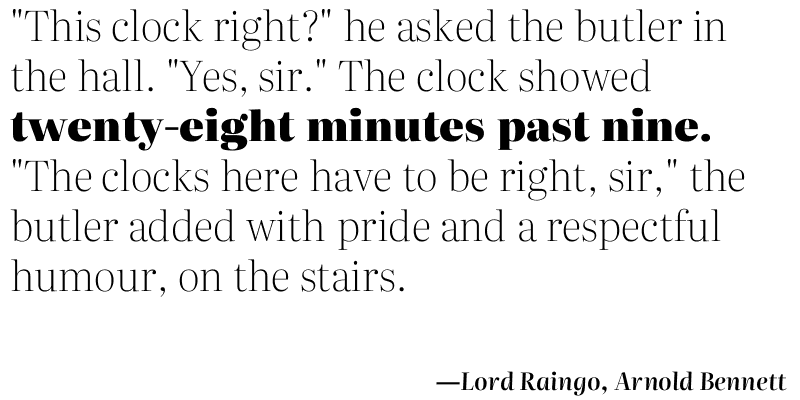 "This clock right?" he asked the butler in
the hall. "Yes, sir." The clock showed
twenty-eight minutes past nine.
"The clocks here have to be right, sir," the
butler added with pride and a respectful
humour, on the stairs.
—Lord Raingo, Arnold Bennett